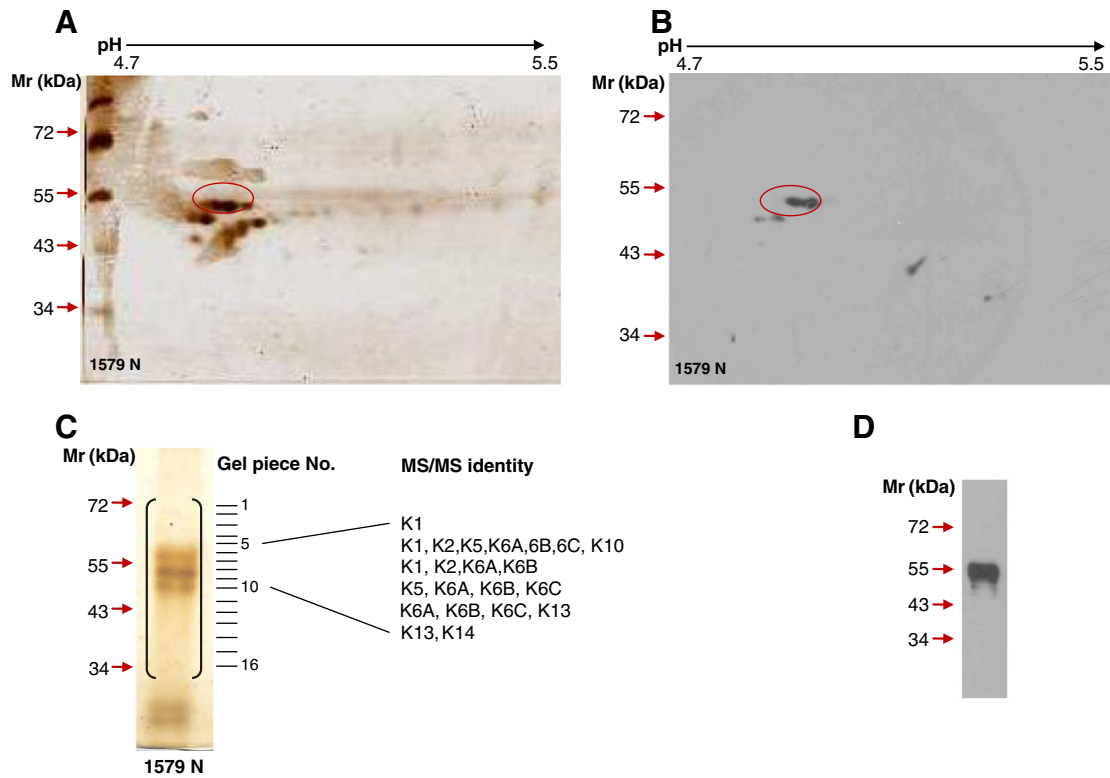 A
pH
4.7 5.5
Mr (kDa)
72
55
43
34
1579 N
B
pH
4.7 5.5
Mr (kDa)
72
55
43
34
1579 N
C
Mr (kDa)
72
55
43
34
1579 N
Gel piece No.
1
5
10
16
MS/MS identity
K1
K1, K2,K5,K6A,6B,6C, K10
K1, K2,K6A,K6B
K5, K6A, K6B, K6C
K6A, K6B, K6C, K13
K13,K14
D
Mr (kDa)
72
55
43
34